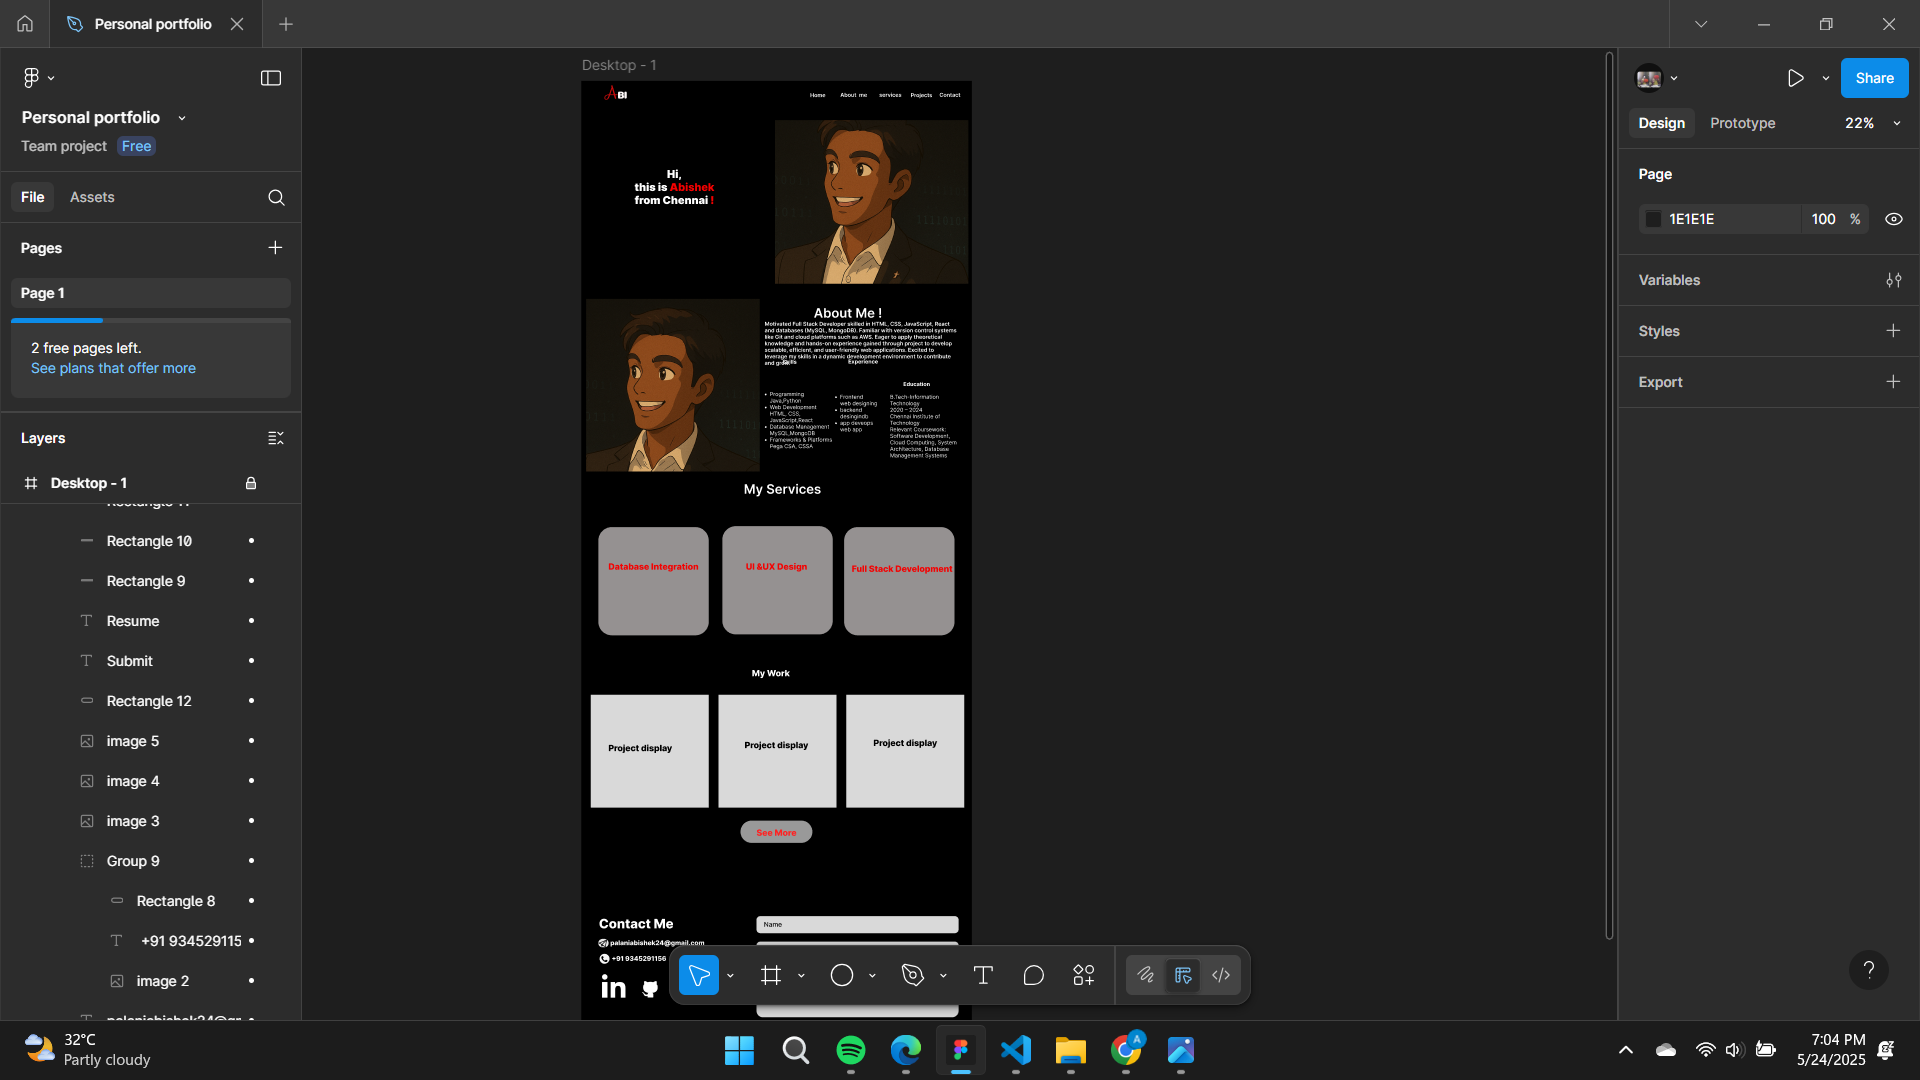 Personal portfolio
Personal portfolio
Team project Free
File Assets
Pages
Page 1
2 free pages left.
See plans that offer more
Layers
Desktop - 1
Rectangle 11
Rectangle 10
Rectangle 9
Resume
Submit
Rectangle 12
image 5
image 4
image 3
Group 9
Rectangle 8
+91 934529115
image 2
palaniabishek24@gr
32°C
Partly cloudy
Desktop - 1
ABI
Home About me services Projects Contact
Hi,
this is Abishek
from Chennai !
About Me !
Motivated Full Stack Developer skilled in HTML, CSS, JavaScript, React
and databases (MySQL, MongoDB). Familiar with version control systems
like Git and cloud platforms such as AWS. Eager to apply theoretical
knowledge and hands-on experience gained through project to develop
scalable, efficient, and user-friendly web applications. Excited to
leverage my skills in a dynamic development environment to contribute
and grow.
Skills
Experience
Education
• Programming
Java,Python
• Web Development
HTML, CSS,
JavaScript,React
• Database Management
MySQL,MongoDB
• Frameworks & Platforms
Pega CSA, CSSA
• Frontend
web designing
• backend
desingindb
• app deveops
web app
B.Tech-Information
Technology
2020 – 2024
Chennai Institute of
Technology
Relevant Coursework:
Software Development,
Cloud Computing, System
Architecture, Database
Management Systems
My Services
Database Integration
UI &UX Design
Full Stack Development
My Work
Project display
Project display
Project display
See More
Contact Me
palaniabishek24@gmail.com
+91 9345291156
in
Name
Share
Design Prototype 22%
Page
1E1E1E 100 %
Variables
Styles
Export
?
A
7:04 PM
5/24/2025